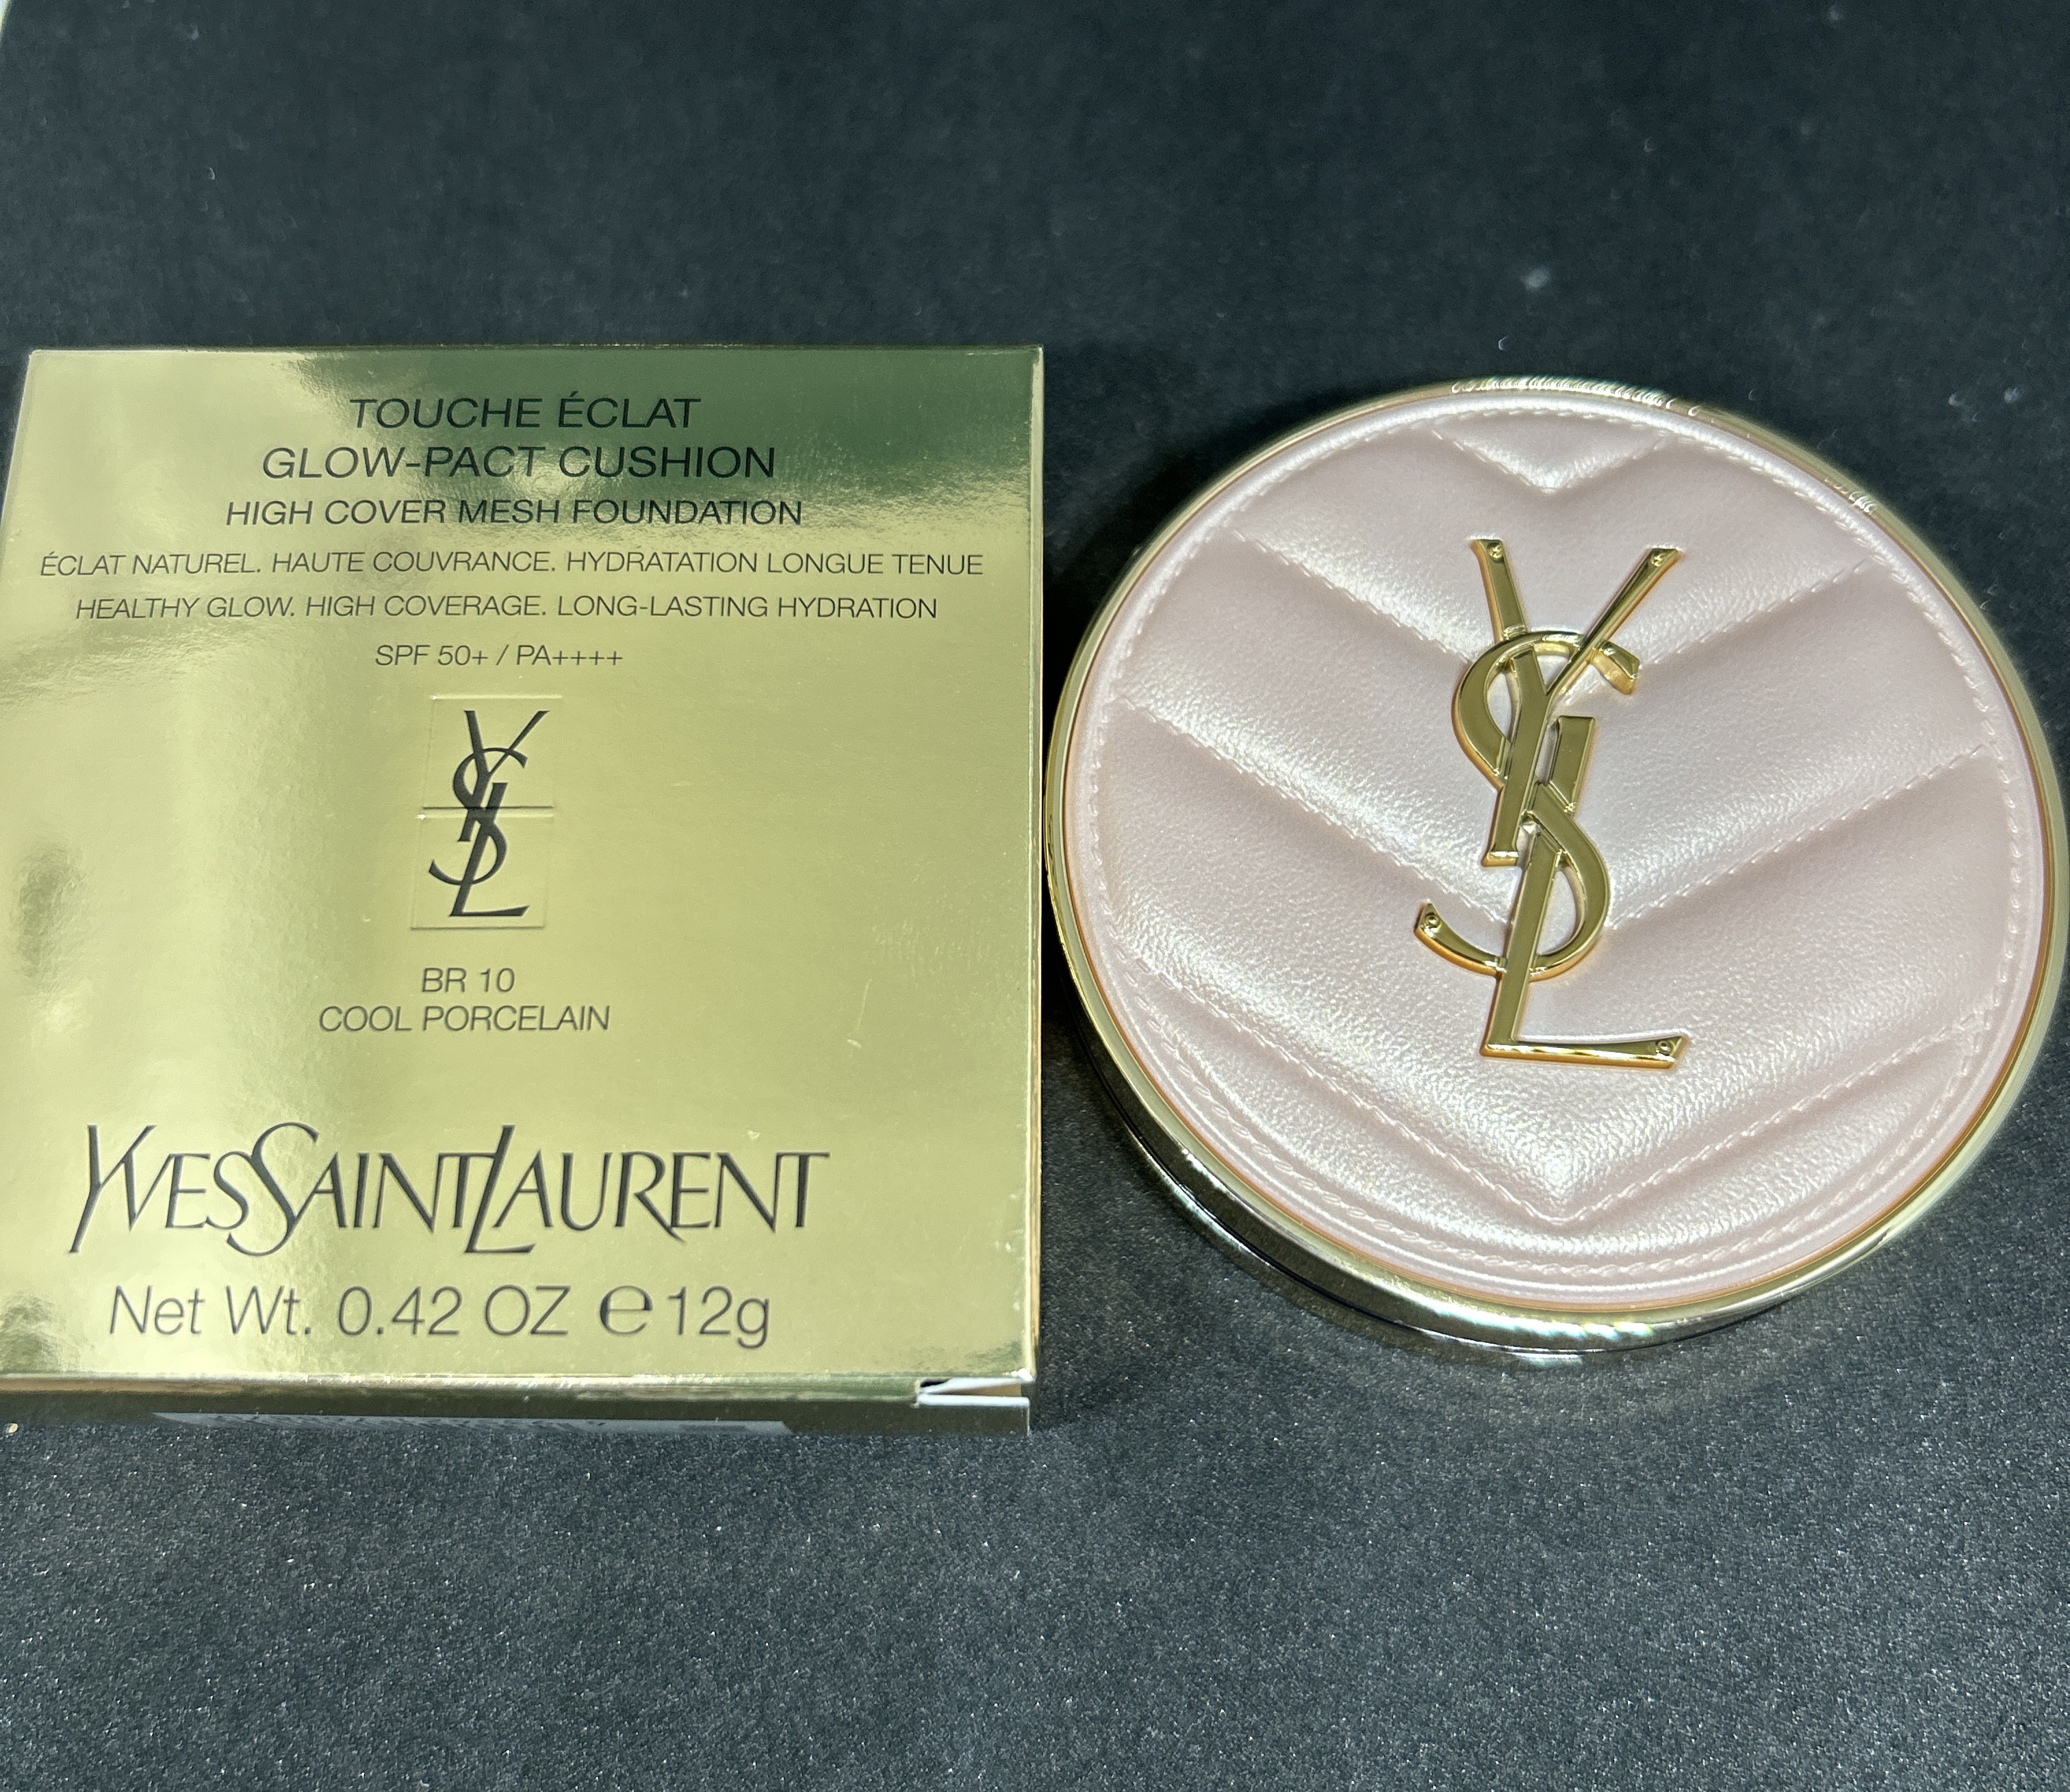 TOUCHE ÉCLAT
GLOW-PACT CUSHION
HIGH COVER MESH FOUNDATION
ÉCLAT NATUREL. HAUTE COUVRANCE. HYDRATATION LONGUE TENUE
HEALTHY GLOW. HIGH COVERAGE. LONG-LASTING HYDRATION
SPF 50+ / PA++++
YSL
BR 10
COOL PORCELAIN
YVESSAINTLAURENT
Net Wt. 0.42 OZ ℮12g
YSL